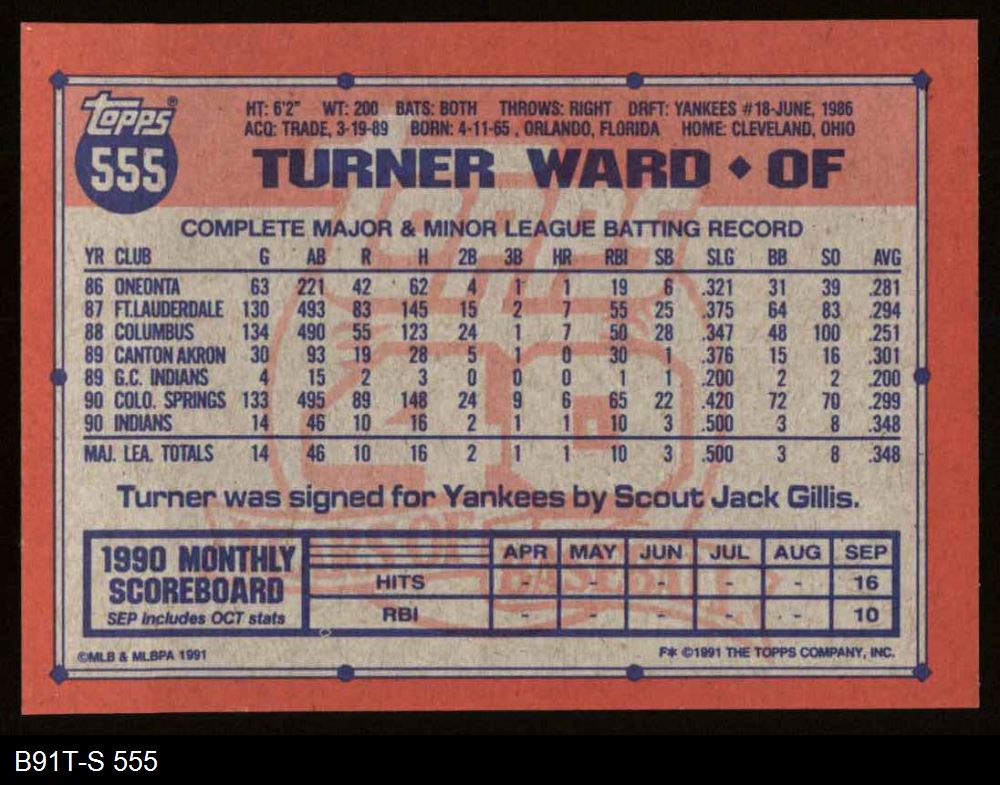 Topps®
555
HT: 6'2" WT: 200 BATS: BOTH THROWS: RIGHT DRFT: YANKEES #18-JUNE, 1986
ACQ: TRADE, 3-19-89 BORN: 4-11-65 , ORLANDO, FLORIDA HOME: CLEVELAND, OHIO
TURNER WARD ◆ OF
COMPLETE MAJOR & MINOR LEAGUE BATTING RECORD
YR CLUB G AB R H 2B 3B HR RBI SB SLG BB SO AVG
86 ONEONTA 63 221 42 62 4 1 1 19 6 .321 31 39 .281
87 FT.LAUDERDALE 130 493 83 145 15 2 7 55 25 .375 64 83 .294
88 COLUMBUS 134 490 55 123 24 1 7 50 28 .347 48 100 .251
89 CANTON AKRON 30 93 19 28 5 1 0 30 1 .376 15 16 .301
89 G.C. INDIANS 4 15 2 3 0 0 0 1 1 .200 2 2 .200
90 COLO. SPRINGS 133 495 89 148 24 9 6 65 22 .420 72 70 .299
90 INDIANS 14 46 10 16 2 1 1 10 3 .500 3 8 .348
MAJ. LEA. TOTALS 14 46 10 16 2 1 1 10 3 .500 3 8 .348
Turner was signed for Yankees by Scout Jack Gillis.
1990 MONTHLY SCOREBOARD
SEP includes OCT stats
APR MAY JUN JUL AUG SEP
HITS - - - - - 16
RBI - - - - - 10
©MLB & MLBPA 1991
F* ©1991 THE TOPPS COMPANY, INC.
Topps
40
YEARS OF
BASEBALL
B91T-S 555